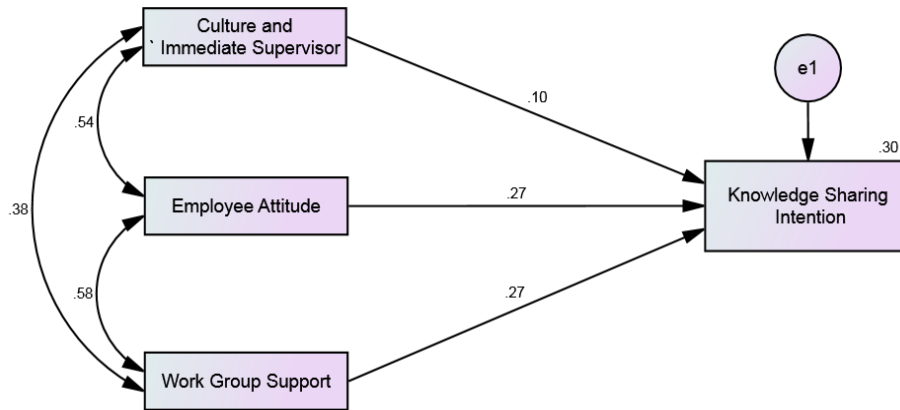 Culture and
` Immediate Supervisor
e1
.10
.54
.30
Employee Attitude
.27
Knowledge Sharing
Intention
.38
.58
.27
Work Group Support